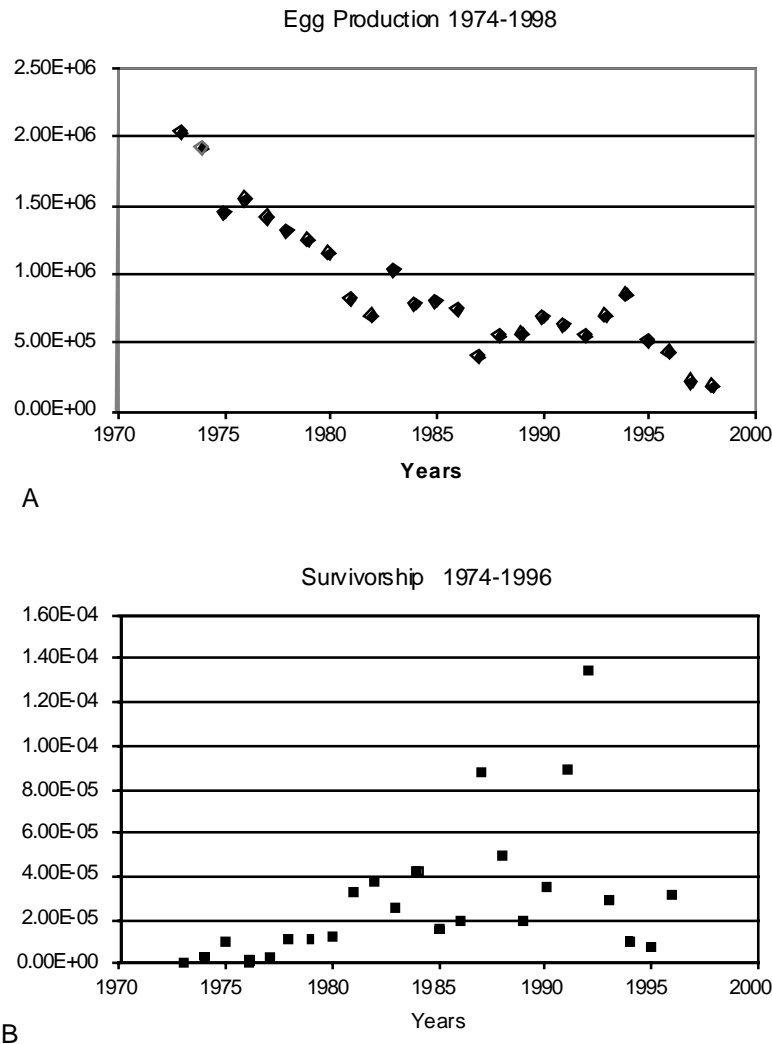 Egg Production 1974-1998
2.50E+06
2.00E+06
1.50E+06
1.00E+06
5.00E+05
0.00E+00
1970 1975 1980 1985 1990 1995 2000
Years
A
Survivorship 1974-1996
1.60E-04
1.40E-04
1.20E-04
1.00E-04
8.00E-05
6.00E-05
4.00E-05
2.00E-05
0.00E+00
1970 1975 1980 1985 1990 1995 2000
Years
B